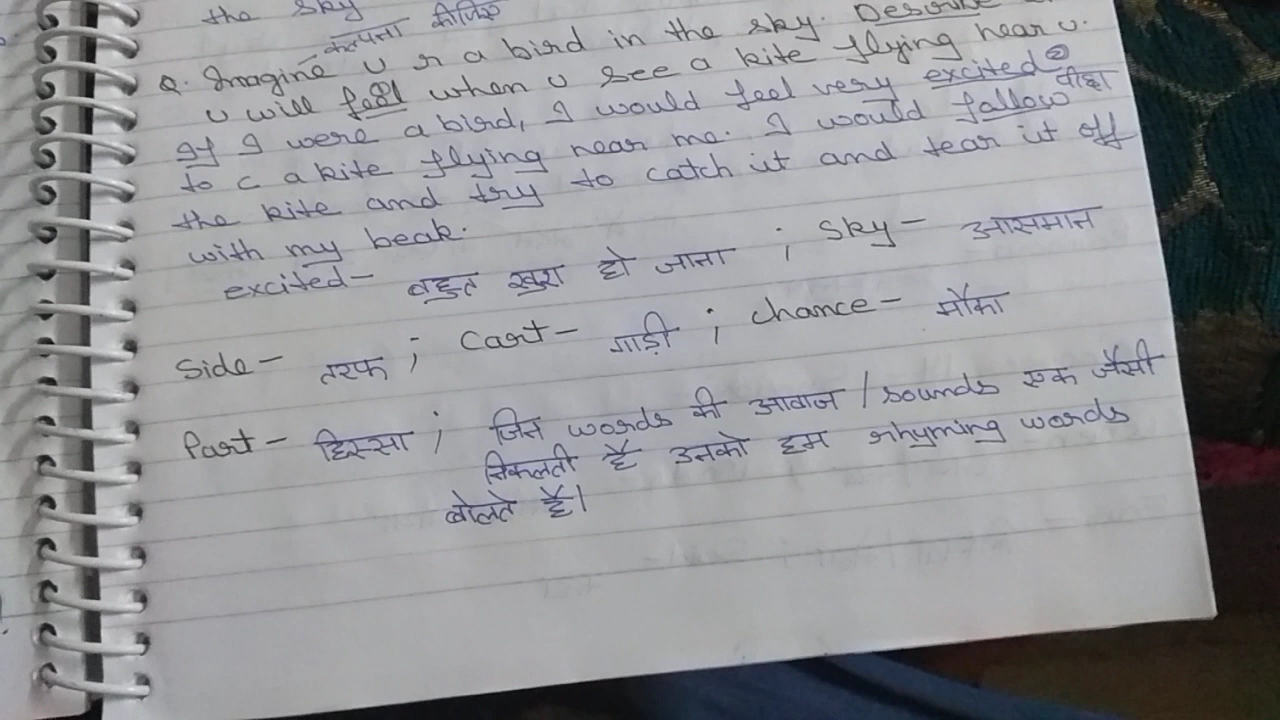 the sky
कल्पना कीजिए
Q. Imagine u r a bird in the sky. Describe
u will feel when u see a kite flying near u.
If I were a bird, I would feel very excited
पीछा
to c a kite flying near me. I would fallow
the kite and try to catch it and tear it off
with my beak.
excited- बहुत खुश हो जाना ; Sky- आसमान
Side- तरफ ; Cart- गाड़ी ; Chance- मौका
Part- हिस्सा ; जिन words की आवाज / sounds एक जैसी
निकलती है उनको हम rhyming words
बोलते हैं।